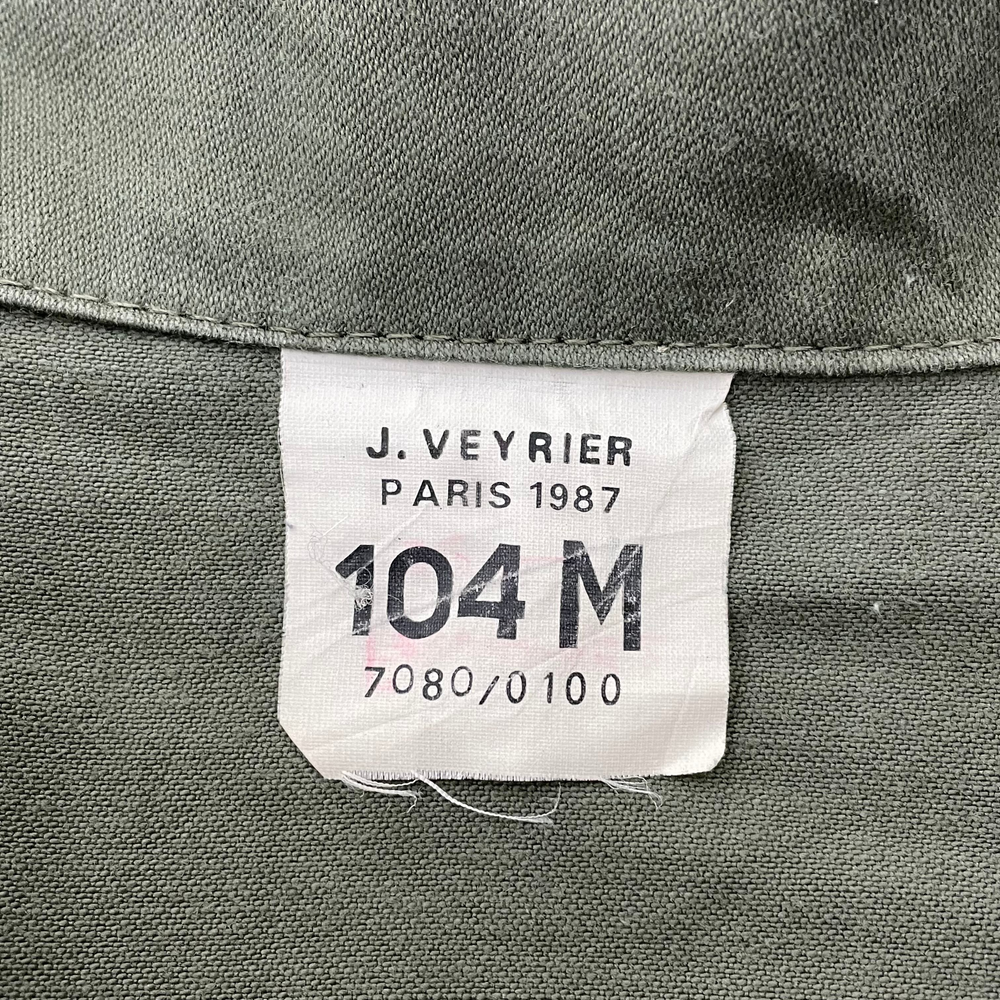 J. VEYRIER
PARIS 1987
104 M
7080/0100